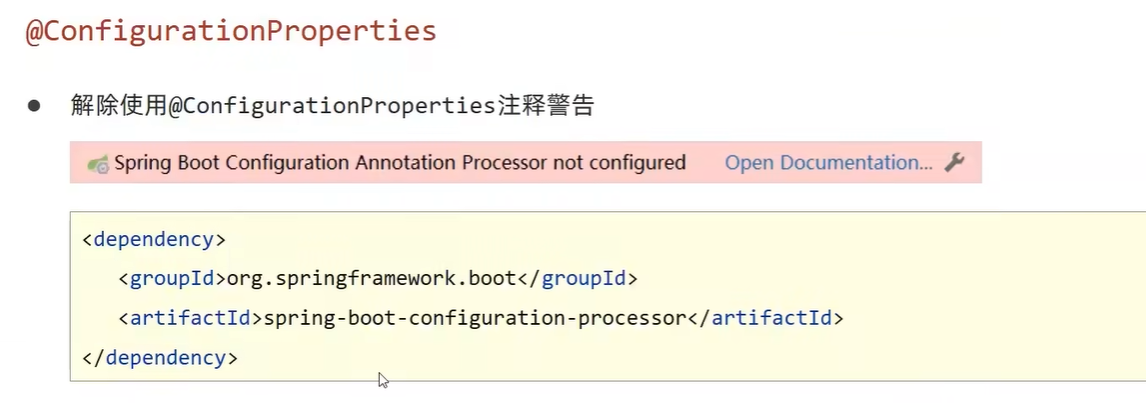 @ConfigurationProperties
● 解除使用@ConfigurationProperties注释警告
Spring Boot Configuration Annotation Processor not configured Open Documentation...
<dependency>
<groupId>org.springframework.boot</groupId>
<artifactId>spring-boot-configuration-processor</artifactId>
</dependency>